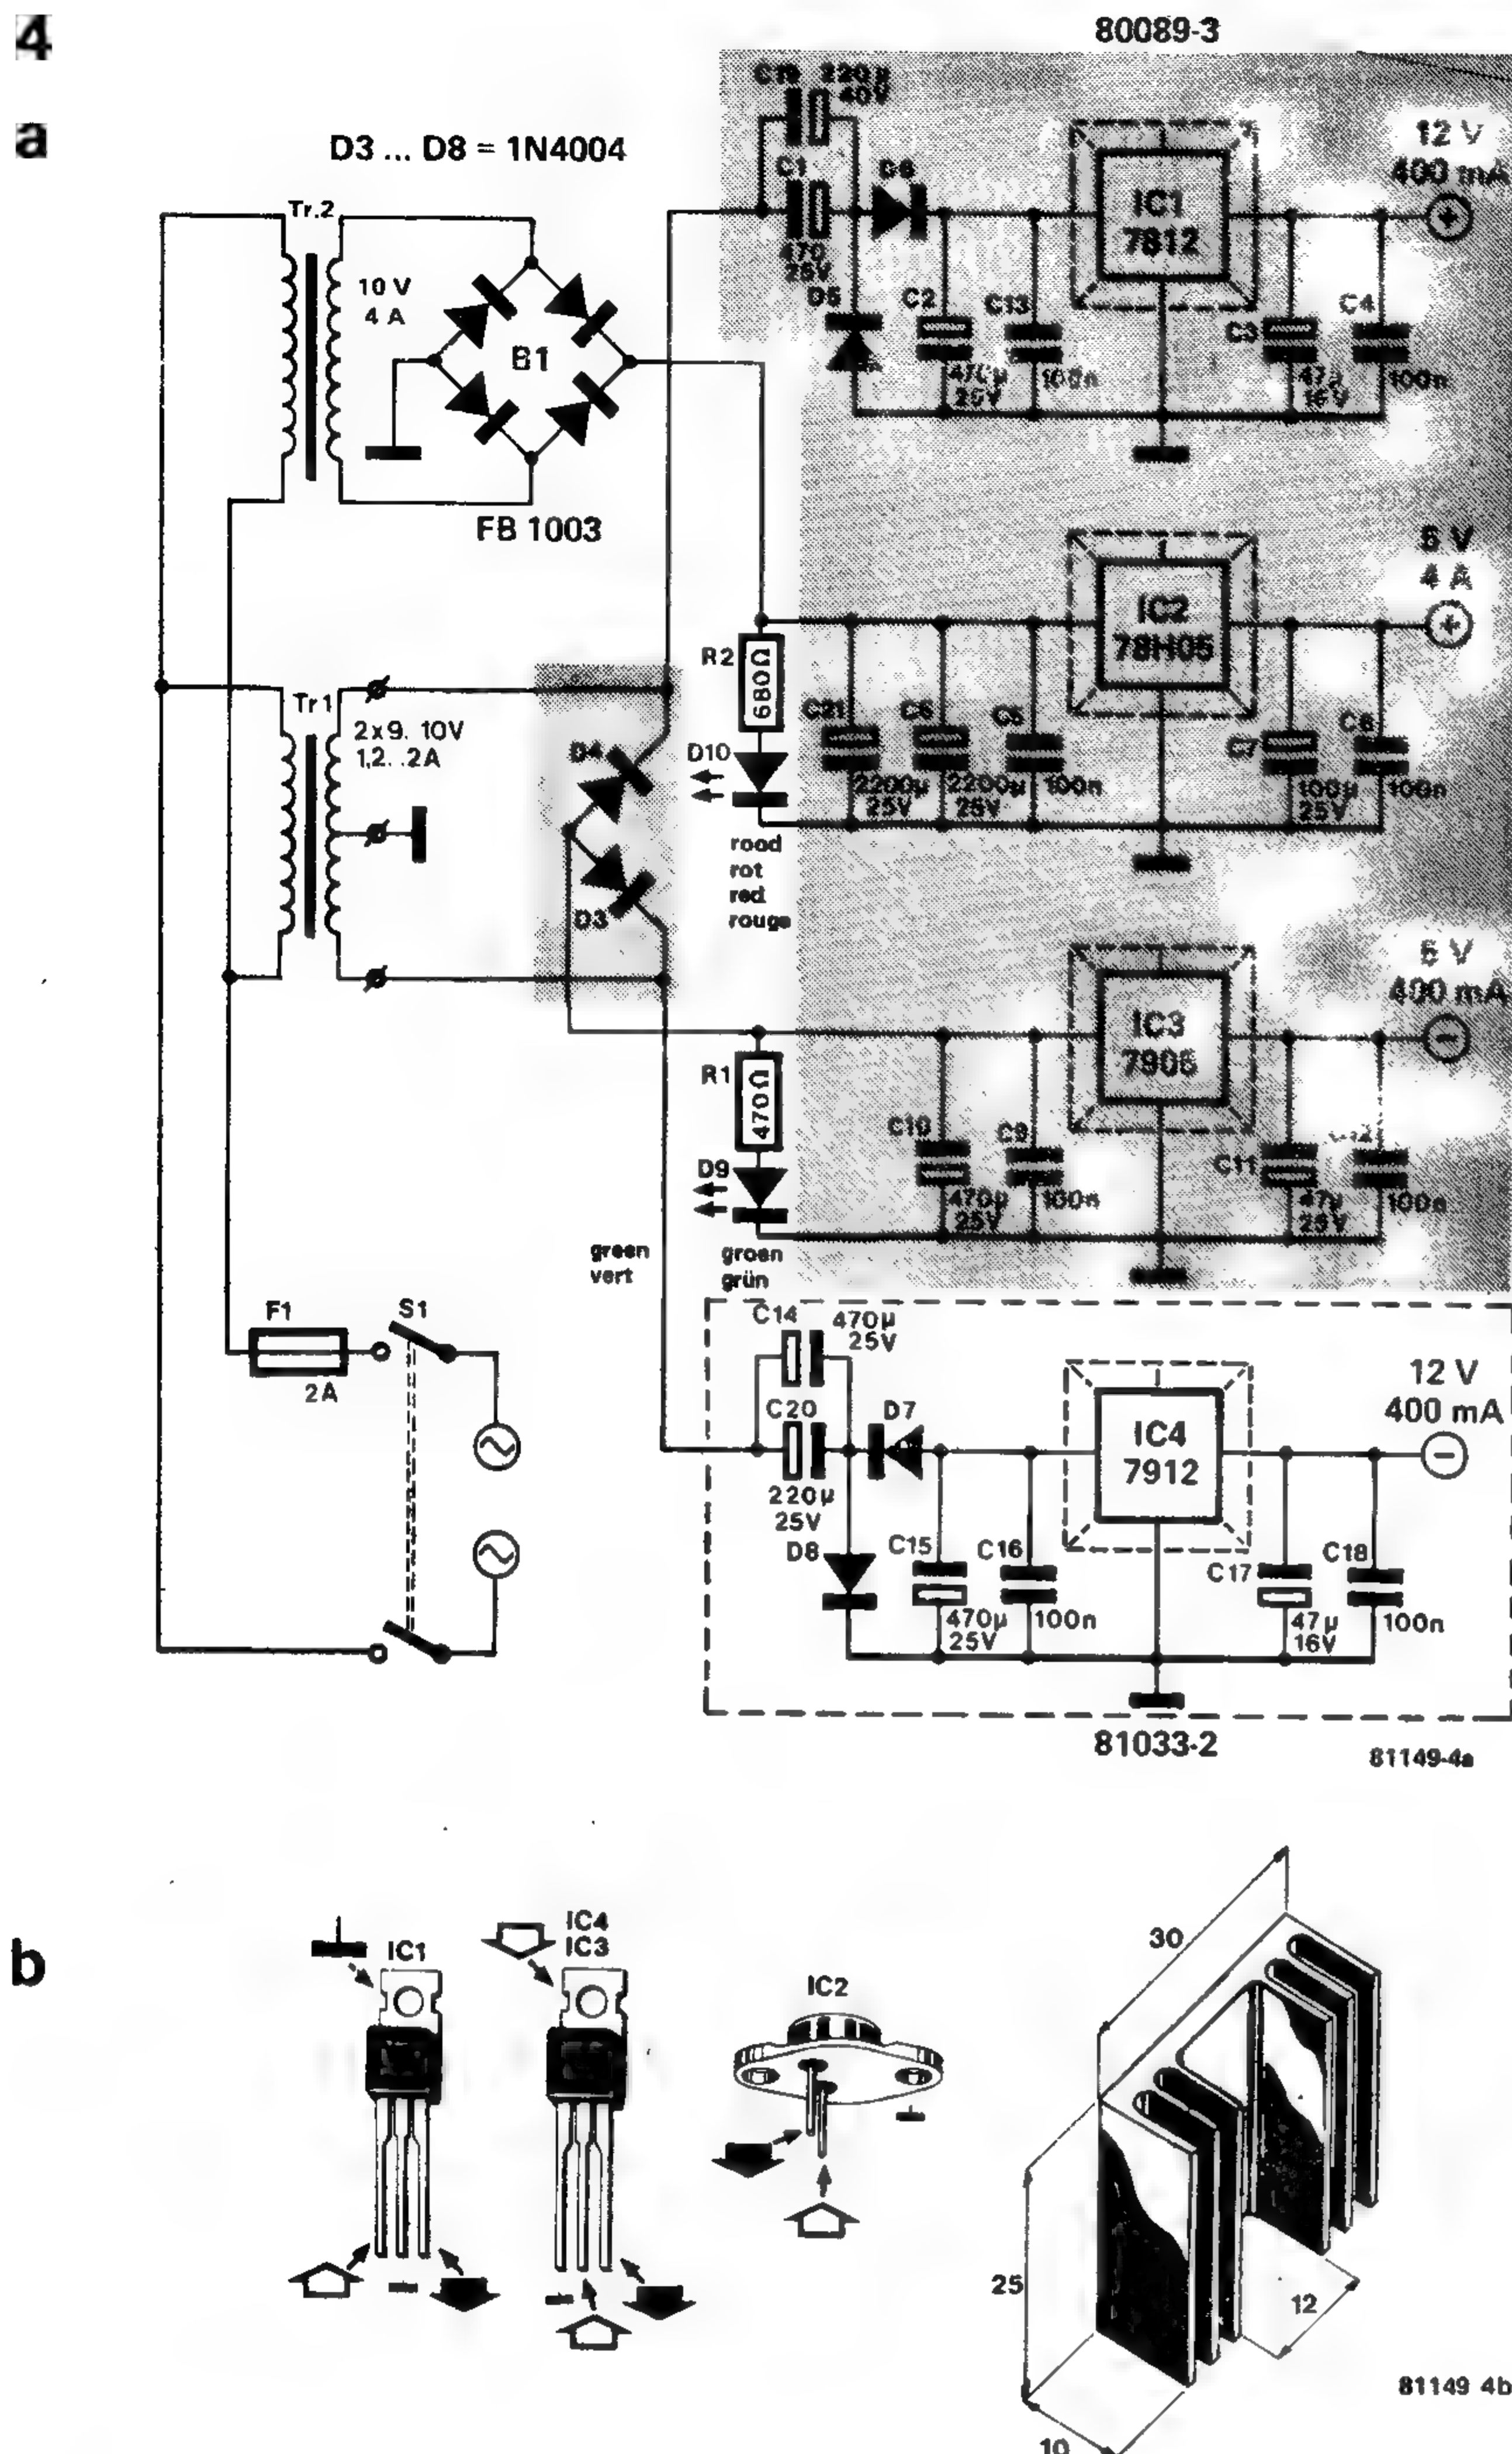 4
80089-3
a
D3 ... D8 = 1N4004
C19
220µ
40V
12 V
400 mA
Tr.2
C1
D6
IC1
7812
10 V
4 A
470
25V
D5
C2
C13
C3
C4
B1
470µ
25V
100n
47µ
16V
100n
FB 1003
5 V
4 A
IC2
78H05
R2
680Ω
Tr1
2x9. 10V
1,2. .2A
D4
D10
C21
C6
C5
C7
C8
2200µ
25V
2200µ
25V
100n
100µ
25V
100n
rood
rot
red
rouge
D3
5 V
400 mA
IC3
7905
R1
470Ω
D9
C10
C9
C11
C12
470µ
25V
100n
47µ
25V
100n
green
vert
groen
grün
F1
S1
2A
C14
470µ
25V
12 V
400 mA
C20
D7
IC4
7912
220µ
25V
D8
C15
C16
C17
C18
470µ
25V
100n
47µ
16V
100n
81033-2
81149-4a
b
IC1
IC4
IC3
IC2
30
25
12
10
81149 4b